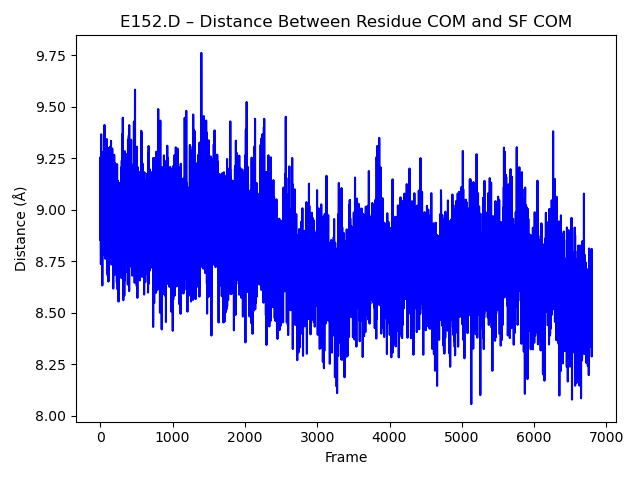 E152.D – Distance Between Residue COM and SF COM
9.75
9.50
9.25
9.00
8.75
8.50
8.25
8.00
Distance (Å)
0 1000 2000 3000 4000 5000 6000 7000
Frame